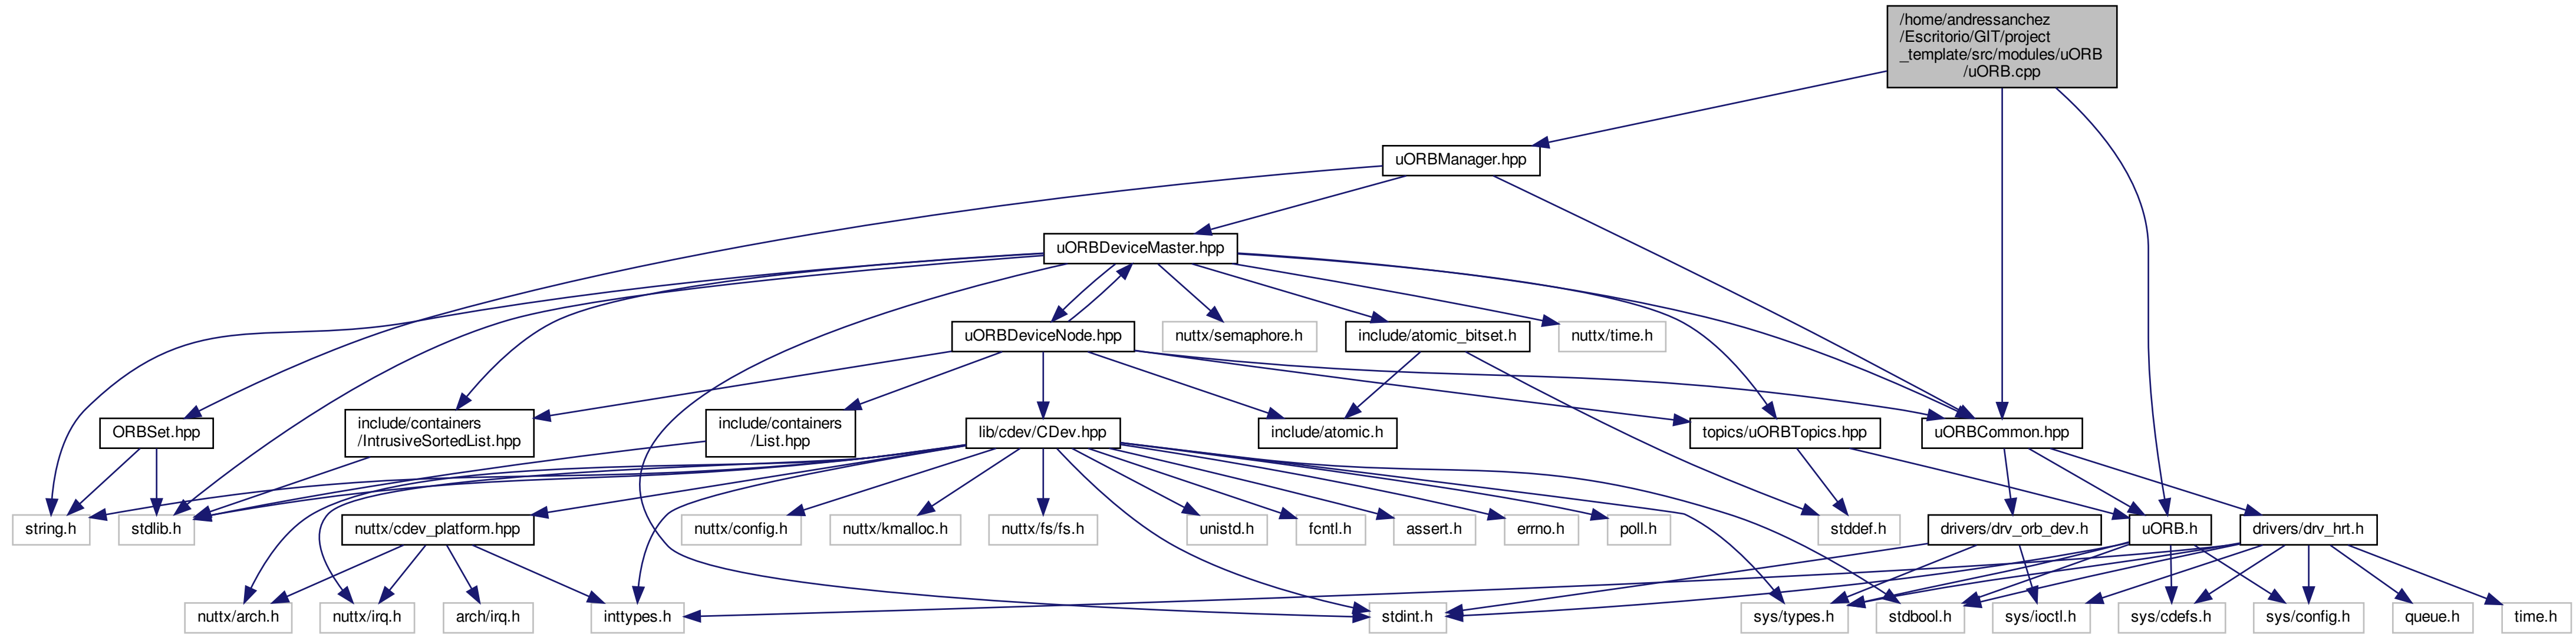 /home/andressanchez
/Escritorio/GIT/project
_template/src/modules/uORB
/uORB.cpp
uORBManager.hpp
uORBDeviceMaster.hpp
uORBDeviceNode.hpp
nuttx/semaphore.h
include/atomic_bitset.h
nuttx/time.h
ORBSet.hpp
include/containers
/IntrusiveSortedList.hpp
include/containers
/List.hpp
lib/cdev/CDev.hpp
include/atomic.h
topics/uORBTopics.hpp
uORBCommon.hpp
string.h
stdlib.h
nuttx/cdev_platform.hpp
nuttx/config.h
nuttx/kmalloc.h
nuttx/fs/fs.h
unistd.h
fcntl.h
assert.h
errno.h
poll.h
stddef.h
drivers/drv_orb_dev.h
uORB.h
drivers/drv_hrt.h
nuttx/arch.h
nuttx/irq.h
arch/irq.h
inttypes.h
stdint.h
sys/types.h
stdbool.h
sys/ioctl.h
sys/cdefs.h
sys/config.h
queue.h
time.h